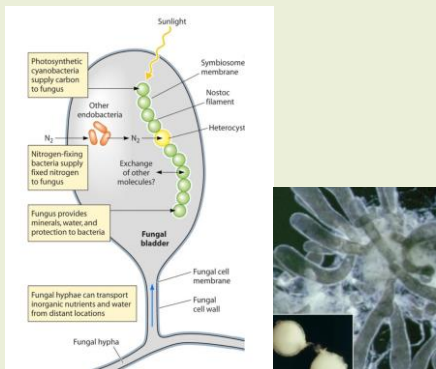 Sunlight
Photosynthetic
cyanobacteria
supply carbon
to fungus
Symbiosome
membrane
Nostoc
filament
Other
endobacteria
Heterocyst
N₂
N₂
Nitrogen-fixing
bacteria supply
fixed nitrogen
to fungus
Exchange
of other
molecules?
Fungus provides
minerals, water, and
protection to bacteria
Fungal
bladder
Fungal cell
membrane
Fungal hyphae can transport
inorganic nutrients and water
from distant locations
Fungal
cell wall
Fungal hypha